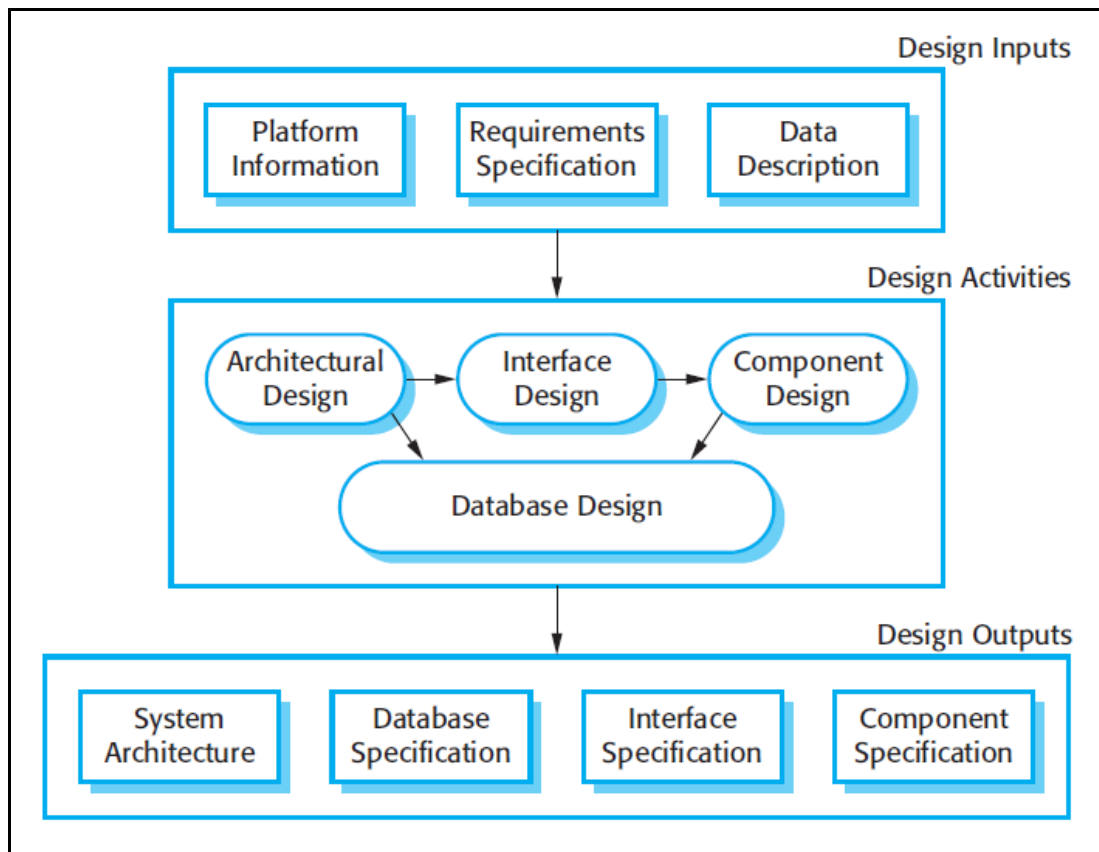 Design Inputs
Platform
Information
Requirements
Specification
Data
Description
Design Activities
Architectural
Design
Interface
Design
Component
Design
Database Design
Design Outputs
System
Architecture
Database
Specification
Interface
Specification
Component
Specification